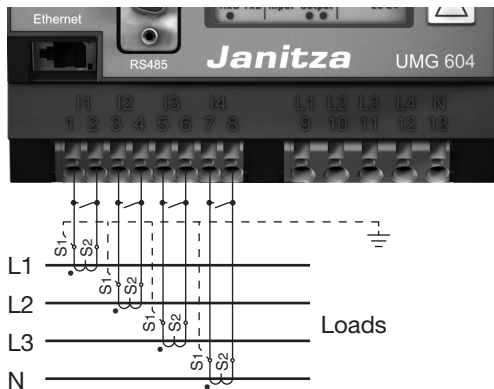 Ethernet
RS485
Janitza
UMG 604
I1 I2 I3 I4
L1 L2 L3 L4 N
1 2 3 4 5 6 7 8
9 10 11 12 13
S1 S2
L1
S1 S2
L2
S1 S2
L3
Loads
S1 S2
N